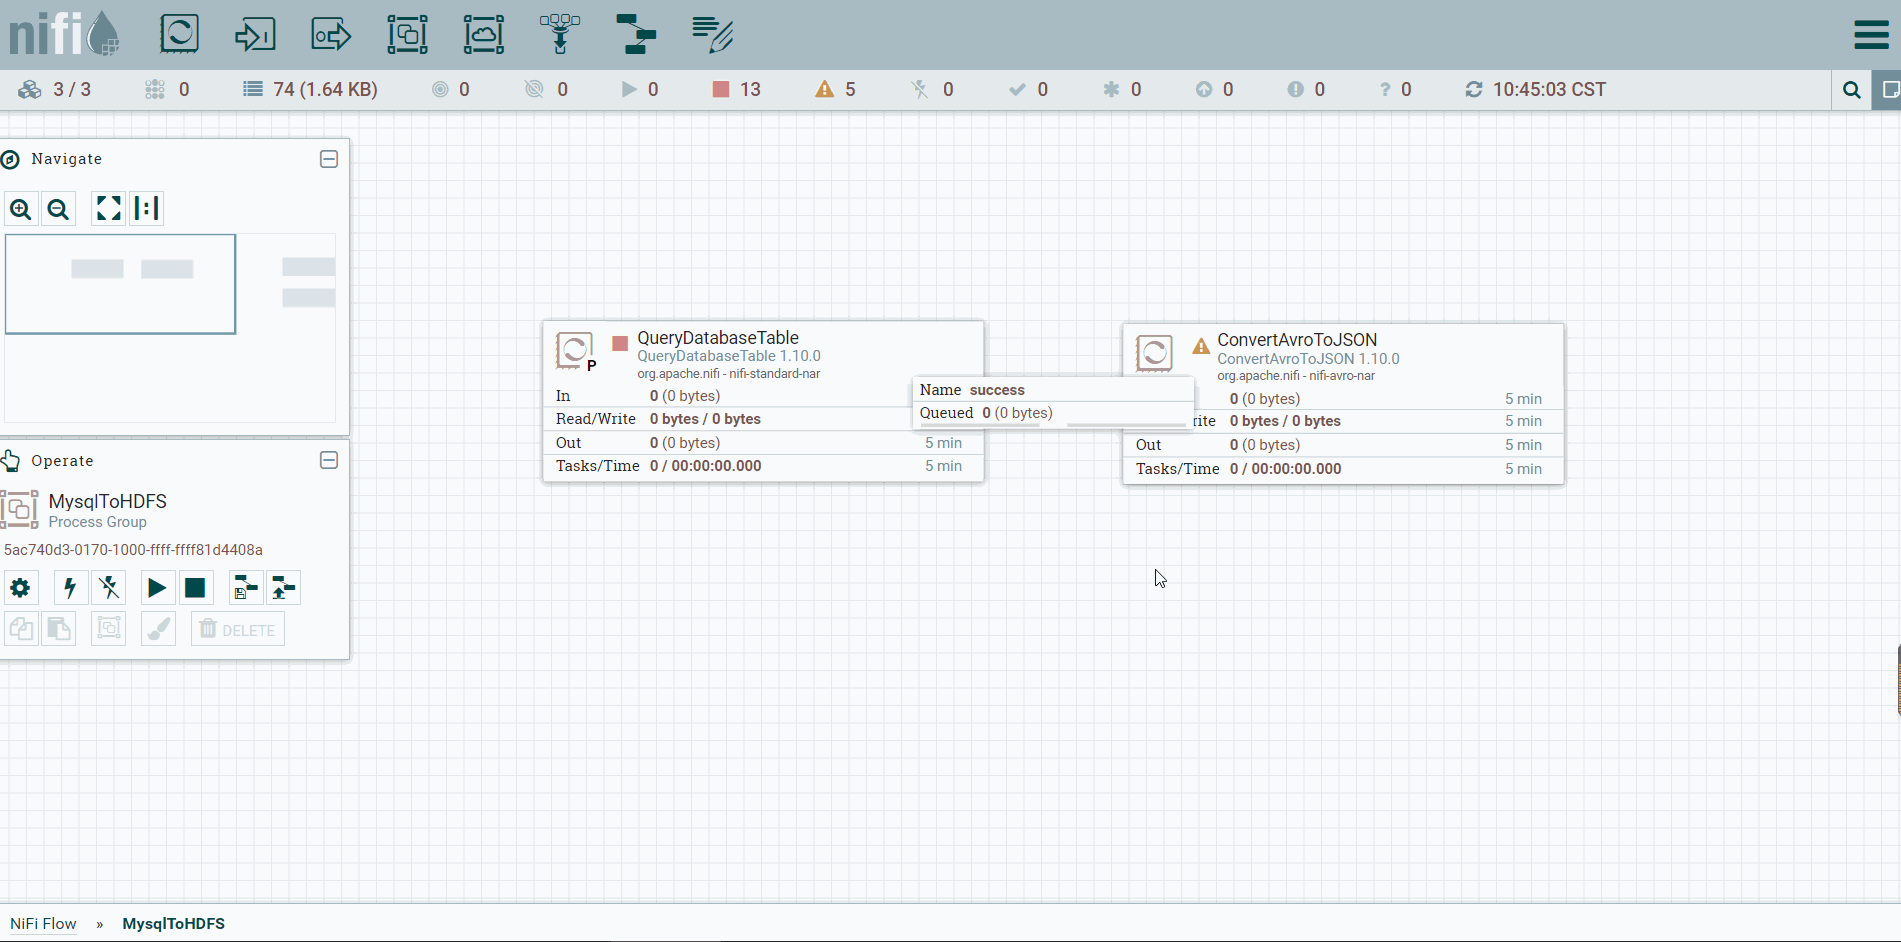 nifi
3 / 3 0 74 (1.64 KB) 0 0 0 13 5 0 0 0 0 0 ? 0 10:45:03 CST
Navigate
Operate
MysqlToHDFS
Process Group
5ac740d3-0170-1000-ffff-ffff81d4408a
DELETE
QueryDatabaseTable
QueryDatabaseTable 1.10.0
org.apache.nifi - nifi-standard-nar
P
In 0 (0 bytes)
Read/Write 0 bytes / 0 bytes
Out 0 (0 bytes) 5 min
Tasks/Time 0 / 00:00:00.000 5 min
Name success
Queued 0 (0 bytes)
ConvertAvroToJSON
ConvertAvroToJSON 1.10.0
org.apache.nifi - nifi-avro-nar
0 (0 bytes) 5 min
rite 0 bytes / 0 bytes 5 min
Out 0 (0 bytes) 5 min
Tasks/Time 0 / 00:00:00.000 5 min
NiFi Flow » MysqlToHDFS